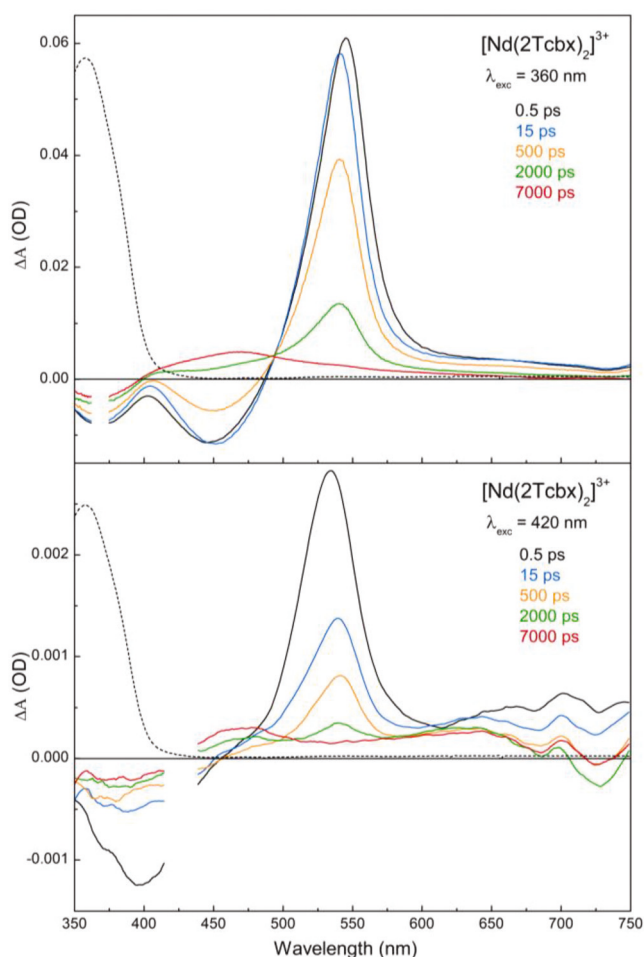 [Nd(2Tcbx)₂]³⁺
λexc = 360 nm
0.5 ps
15 ps
500 ps
2000 ps
7000 ps
ΔA (OD)
0.06
0.04
0.02
0.00
[Nd(2Tcbx)₂]³⁺
λexc = 420 nm
0.5 ps
15 ps
500 ps
2000 ps
7000 ps
ΔA (OD)
0.002
0.001
0.000
-0.001
350 400 450 500 550 600 650 700 750
Wavelength (nm)